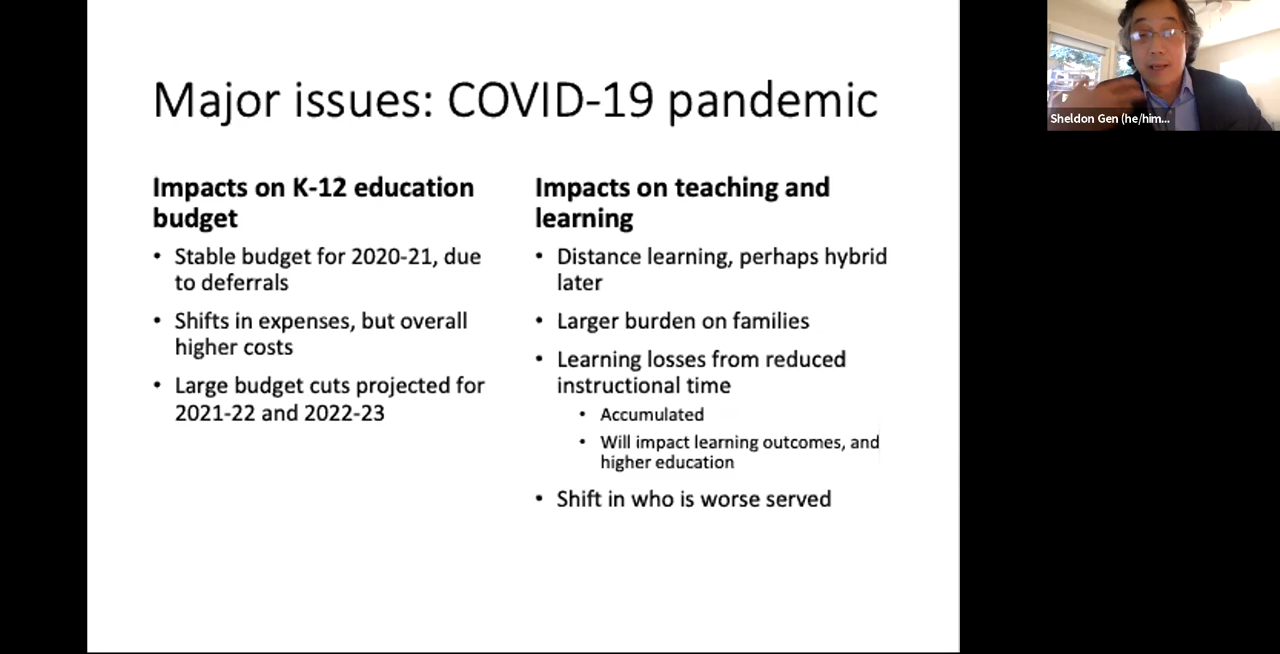 Major issues: COVID-19 pandemic
Impacts on K-12 education
budget
• Stable budget for 2020-21, due
to deferrals
• Shifts in expenses, but overall
higher costs
• Large budget cuts projected for
2021-22 and 2022-23
Impacts on teaching and
learning
• Distance learning, perhaps hybrid
later
• Larger burden on families
• Learning losses from reduced
instructional time
• Accumulated
• Will impact learning outcomes, and
higher education
• Shift in who is worse served
Sheldon Gen (he/him...